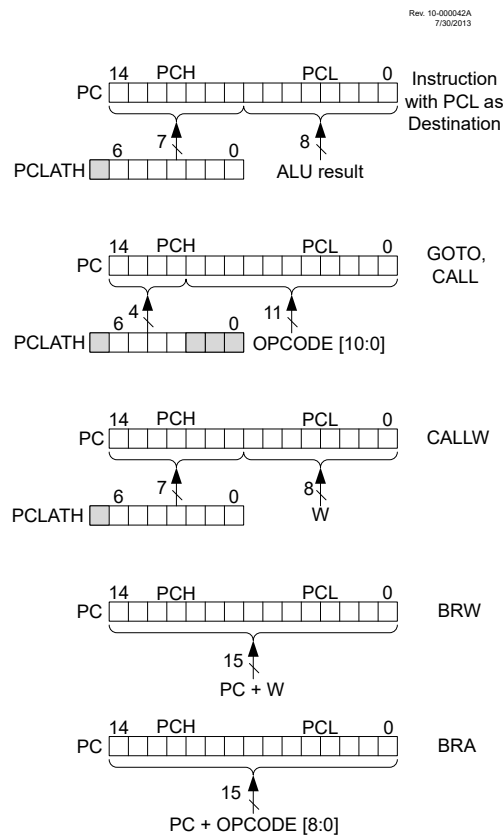 Rev. 10-000042A
7/30/2013
14 PCH PCL 0
PC
Instruction
with PCL as
Destination
6 7 0 8
PCLATH
ALU result
14 PCH PCL 0
PC
GOTO,
CALL
6 4 0 11
PCLATH
OPCODE [10:0]
14 PCH PCL 0
PC
CALLW
6 7 0 8
PCLATH
W
14 PCH PCL 0
PC
BRW
15
PC + W
14 PCH PCL 0
PC
BRA
15
PC + OPCODE [8:0]